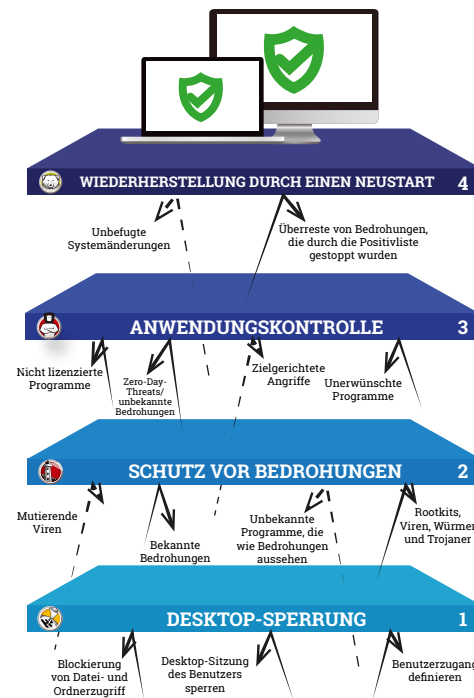 WIEDERHERSTELLUNG DURCH EINEN NEUSTART 4
Unbefugte
Systemänderungen
Überreste von Bedrohungen,
die durch die Positivliste
gestoppt wurden
ANWENDUNGSKONTROLLE 3
Nicht lizenzierte
Programme
Zero-Day-
Threats/
unbekannte
Bedrohungen
Zielgerichtete
Angriffe
Unerwünschte
Programme
SCHUTZ VOR BEDROHUNGEN 2
Mutierende
Viren
Bekannte
Bedrohungen
Unbekannte
Programme, die
wie Bedrohungen
aussehen
Rootkits,
Viren, Würmer
und Trojaner
DESKTOP-SPERRUNG 1
Blockierung
von Datei- und
Ordnerzugriff
Desktop-Sitzung
des Benutzers
sperren
Benutzerzugang
definieren